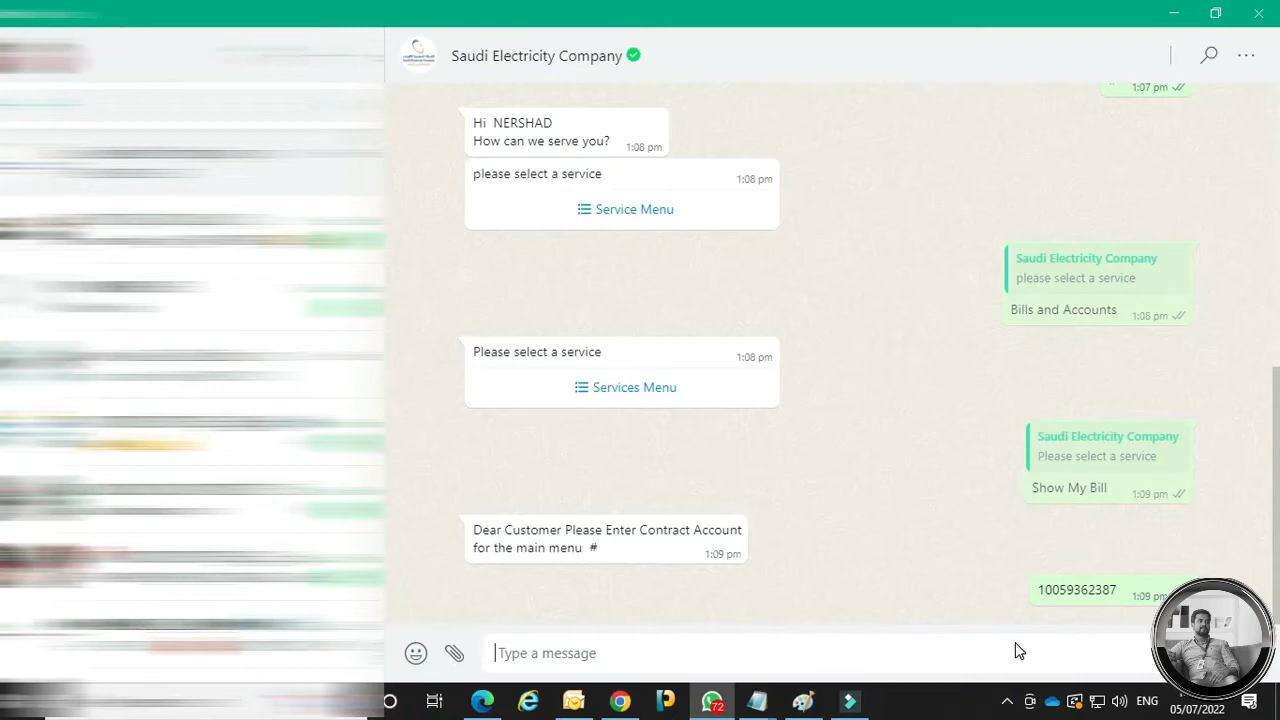 Saudi Electricity Company
1:07 pm
Hi NERSHAD
How can we serve you?
1:08 pm
please select a service
1:08 pm
Service Menu
Saudi Electricity Company
please select a service
Bills and Accounts
1:08 pm
Please select a service
1:08 pm
Services Menu
Saudi Electricity Company
Please select a service
Show My Bill
1:09 pm
Dear Customer Please Enter Contract Account
for the main menu #
1:09 pm
10059362387
1:09 pm
Type a message
72
ENG
05/07/2022